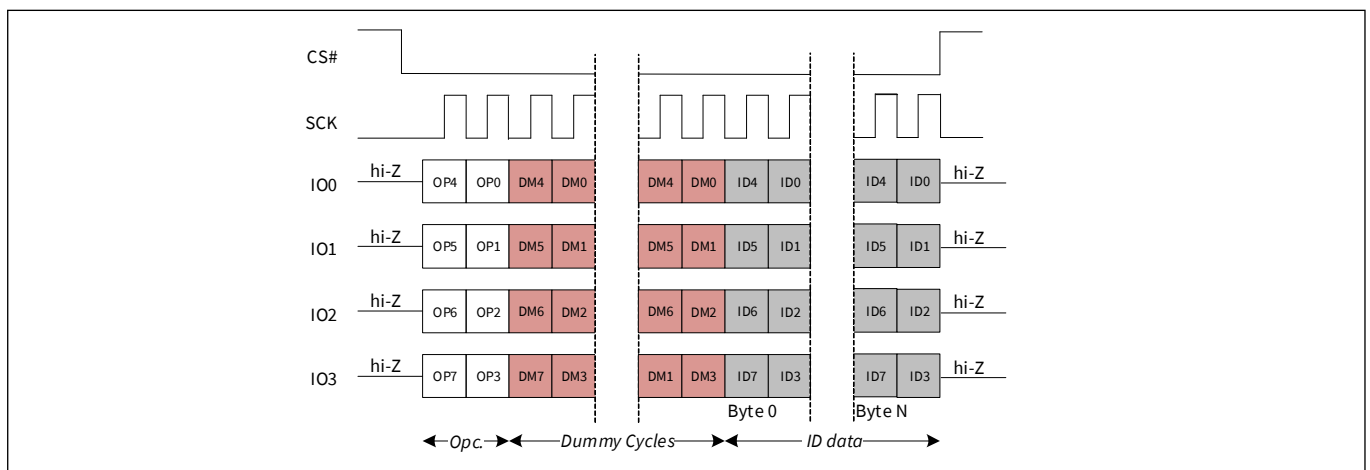 CS#
SCK
IO0 hi-Z OP4 OP0 DM4 DM0 DM4 DM0 ID4 ID0 ID4 ID0 hi-Z
IO1 hi-Z OP5 OP1 DM5 DM1 DM5 DM1 ID5 ID1 ID5 ID1 hi-Z
IO2 hi-Z OP6 OP2 DM6 DM2 DM6 DM2 ID6 ID2 ID6 ID2 hi-Z
IO3 hi-Z OP7 OP3 DM7 DM3 DM1 DM3 ID7 ID3 ID7 ID3 hi-Z
Byte 0 Byte N
Opc. Dummy Cycles ID data